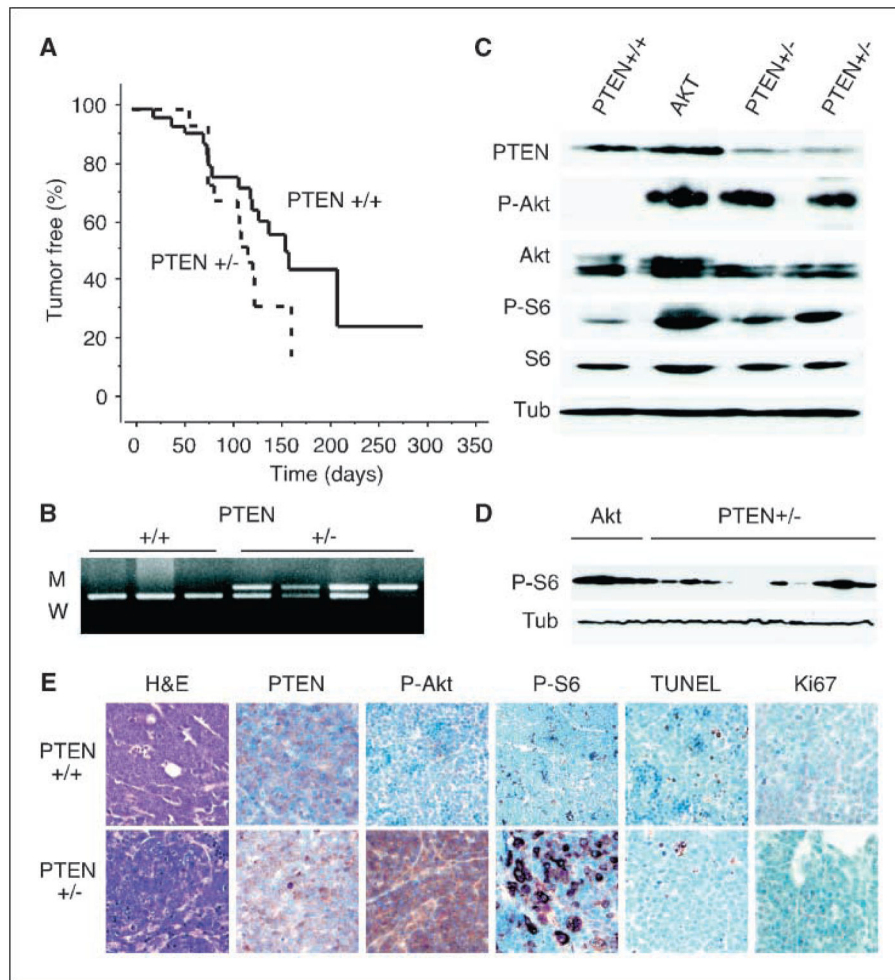 A
100
80
60
40
20
0
Tumor free (%)
PTEN +/+
PTEN +/-
0 50 100 150 200 250 300 350
Time (days)
B
PTEN
+/+ +/-
M
W
C
PTEN+/+ AKT PTEN+/- PTEN+/-
PTEN
P-Akt
Akt
P-S6
S6
Tub
D
Akt PTEN+/-
P-S6
Tub
E
H&E PTEN P-Akt P-S6 TUNEL Ki67
PTEN
+/+
PTEN
+/-